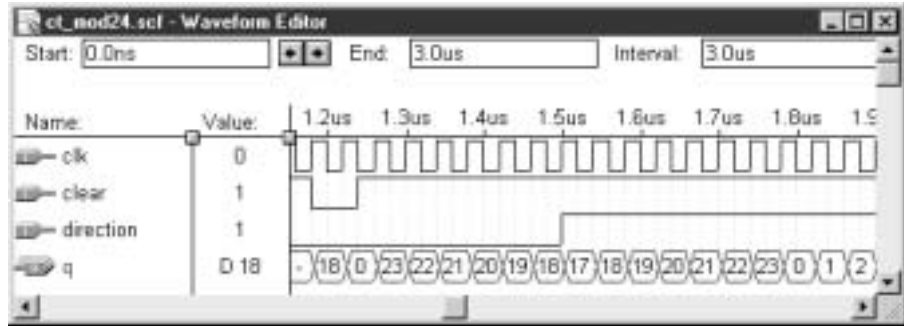 ct_mod24.scf - Waveform Editor
Start: 0.0ns End: 3.0us Interval: 3.0us
Name: Value: 1.2us 1.3us 1.4us 1.5us 1.6us 1.7us 1.8us 1.9
clk 0
clear 1
direction 1
q D 18 - 18 0 23 22 21 20 19 18 17 18 19 20 21 22 23 0 1 2